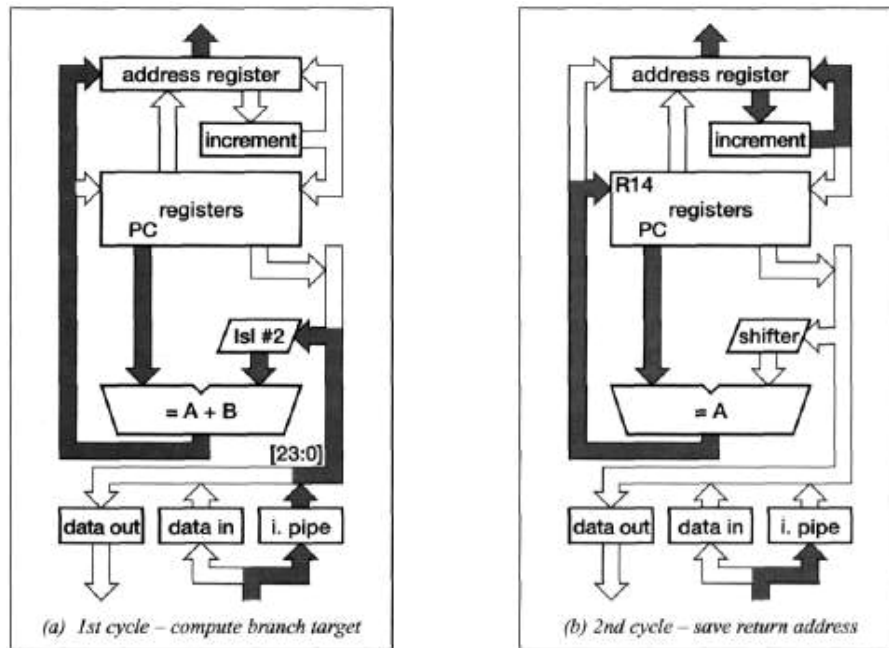 address register
increment
registers
PC
lsl #2
= A + B
[23:0]
data out
data in
i. pipe
(a) 1st cycle – compute branch target
address register
increment
R14
registers
PC
shifter
= A
data out
data in
i. pipe
(b) 2nd cycle – save return address